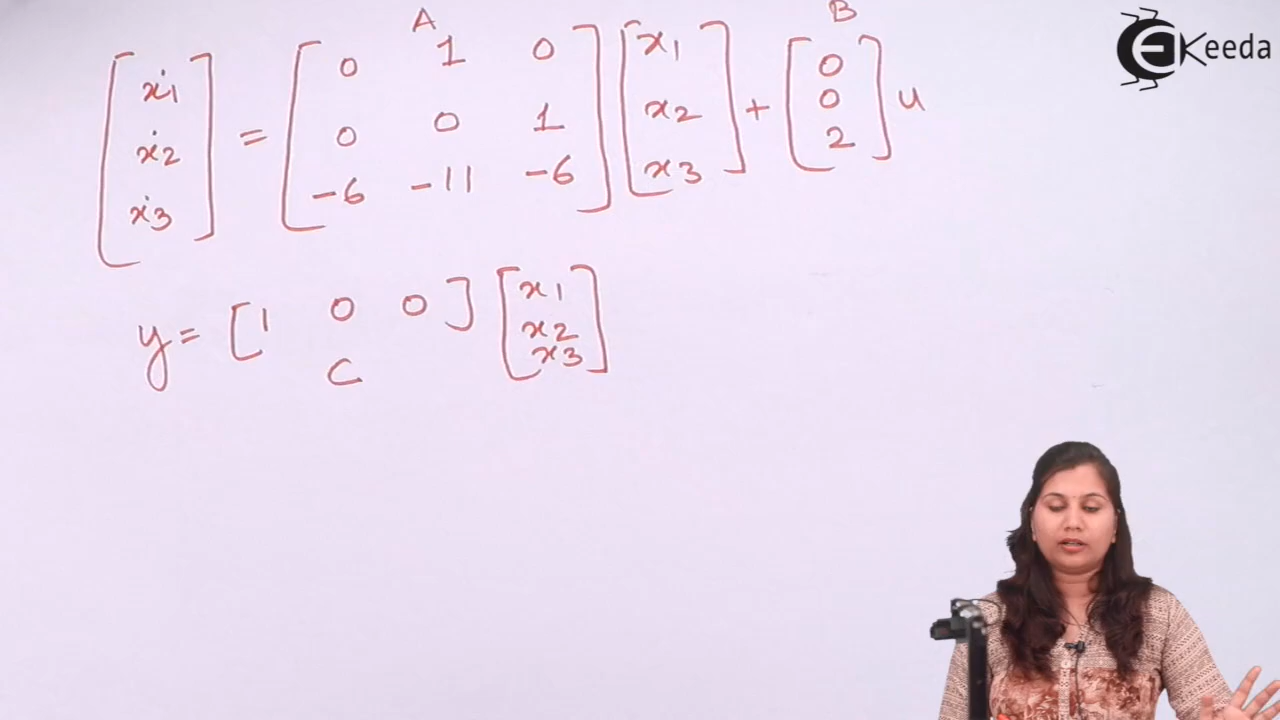 A B
[ẋ1 ẋ2 ẋ3] = [0 1 0; 0 0 1; -6 -11 -6] [x1 x2 x3] + [0 0 2] u
y = [1 0 0] [x1 x2 x3]
C
EKeeda